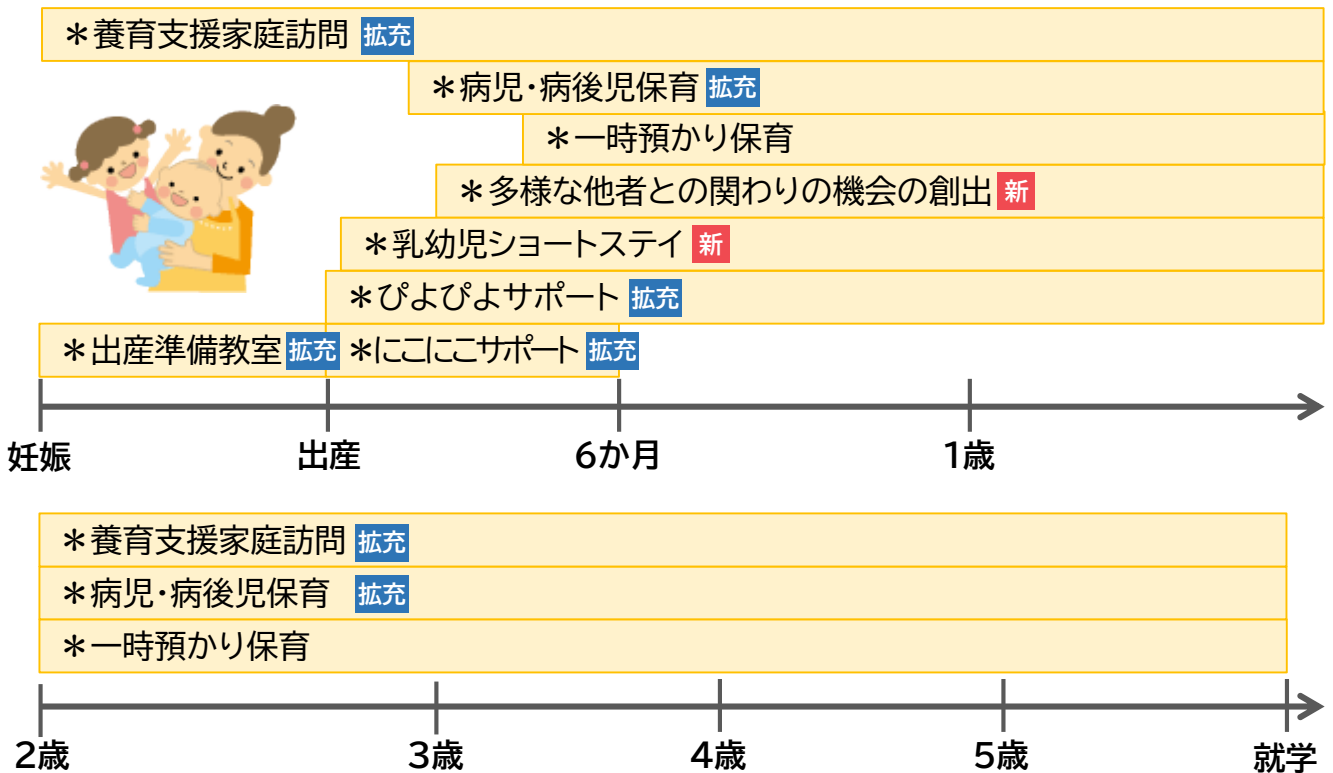 ＊養育支援家庭訪問 拡充
＊病児・病後児保育 拡充
＊一時預かり保育
＊多様な他者との関わりの機会の創出 新
＊乳幼児ショートステイ 新
＊ぴよぴよサポート 拡充
＊出産準備教室 拡充 ＊にこにこサポート 拡充
妊娠 出産 6か月 1歳
＊養育支援家庭訪問 拡充
＊病児・病後児保育 拡充
＊一時預かり保育
2歳 3歳 4歳 5歳 就学